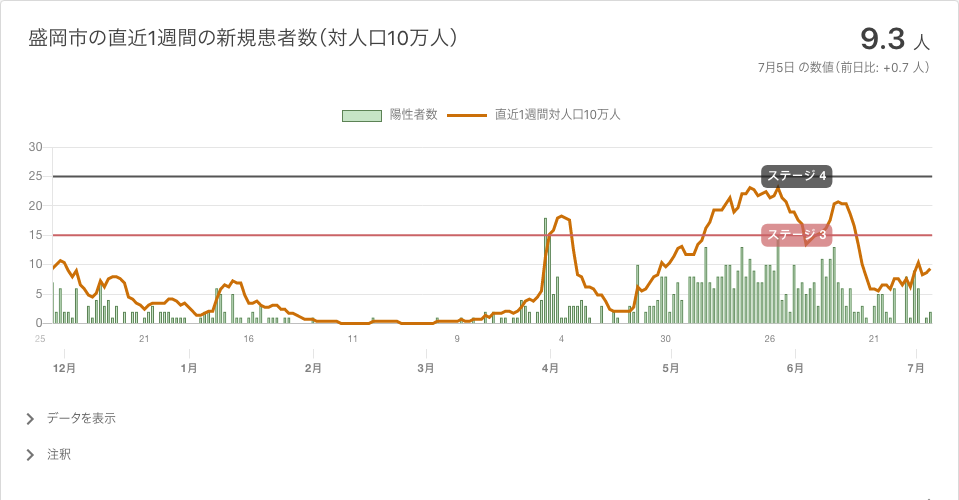 盛岡市の直近1週間の新規患者数（対人口10万人）
9.3 人
7月5日 の数値（前日比: +0.7 人）
陽性者数 直近1週間対人口10万人
30
25
ステージ 4
20
15
ステージ 3
10
5
0
25 21 16 11 9 4 30 26 21
12月 1月 2月 3月 4月 5月 6月 7月
データを表示
注釈